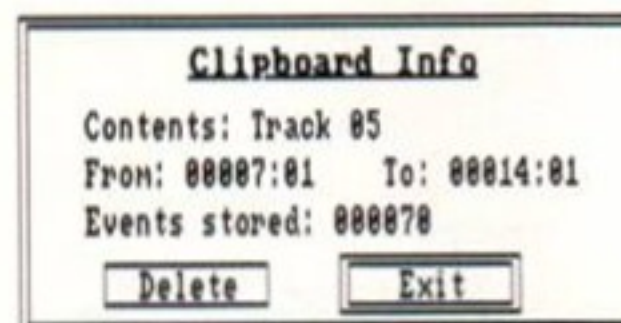 Clipboard Info
Contents: Track 05
From: 00007:01 To: 00014:01
Events stored: 000070
Delete Exit